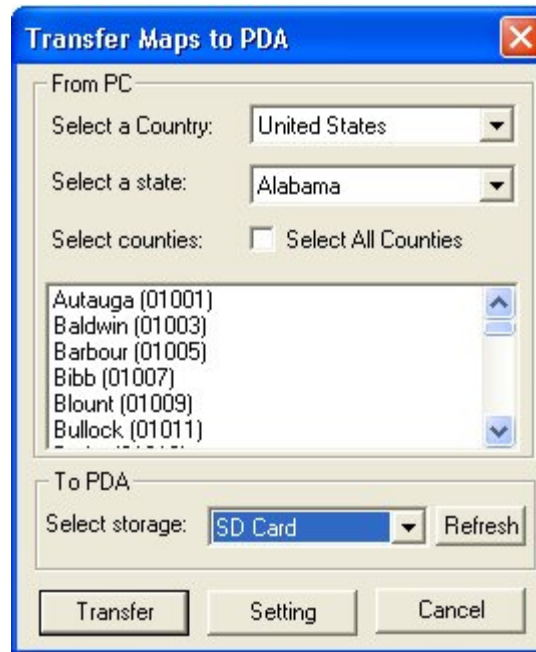 Transfer Maps to PDA
From PC
Select a Country: United States
Select a state: Alabama
Select counties: Select All Counties
Autauga (01001)
Baldwin (01003)
Barbour (01005)
Bibb (01007)
Blount (01009)
Bullock (01011)
To PDA
Select storage: SD Card Refresh
Transfer Setting Cancel